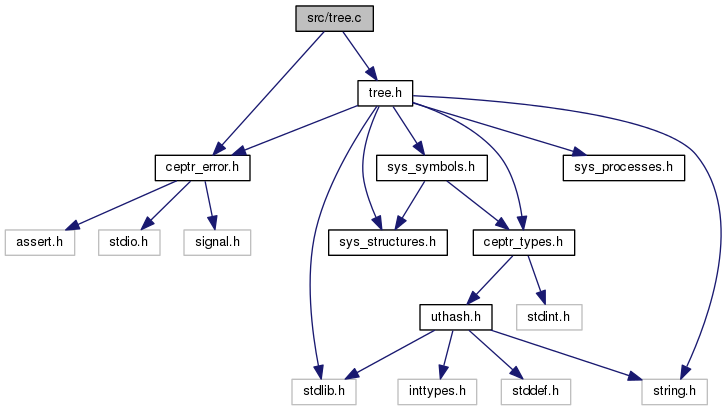 src/tree.c
tree.h
ceptr_error.h
sys_symbols.h
sys_processes.h
assert.h
stdio.h
signal.h
sys_structures.h
ceptr_types.h
uthash.h
stdint.h
stdlib.h
inttypes.h
stddef.h
string.h